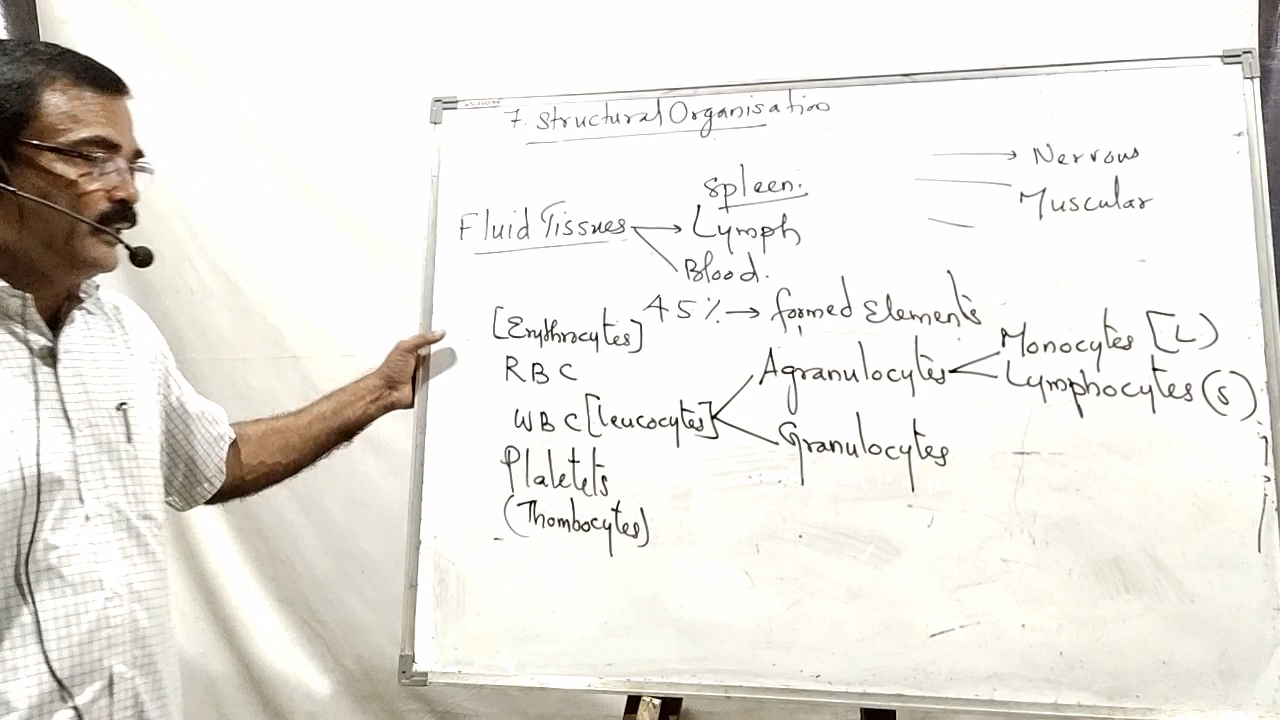 7. Structural Organisation
→ Nervous
Muscular
Spleen.
Fluid Tissues → Lymph
Blood.
45% → formed Elements
[Erythrocytes]
RBC
Agranulocytes
Monocytes [L)
Lymphocytes (S)
WBC [leucocytes]
Granulocytes
Platelets
(Thombocytes)